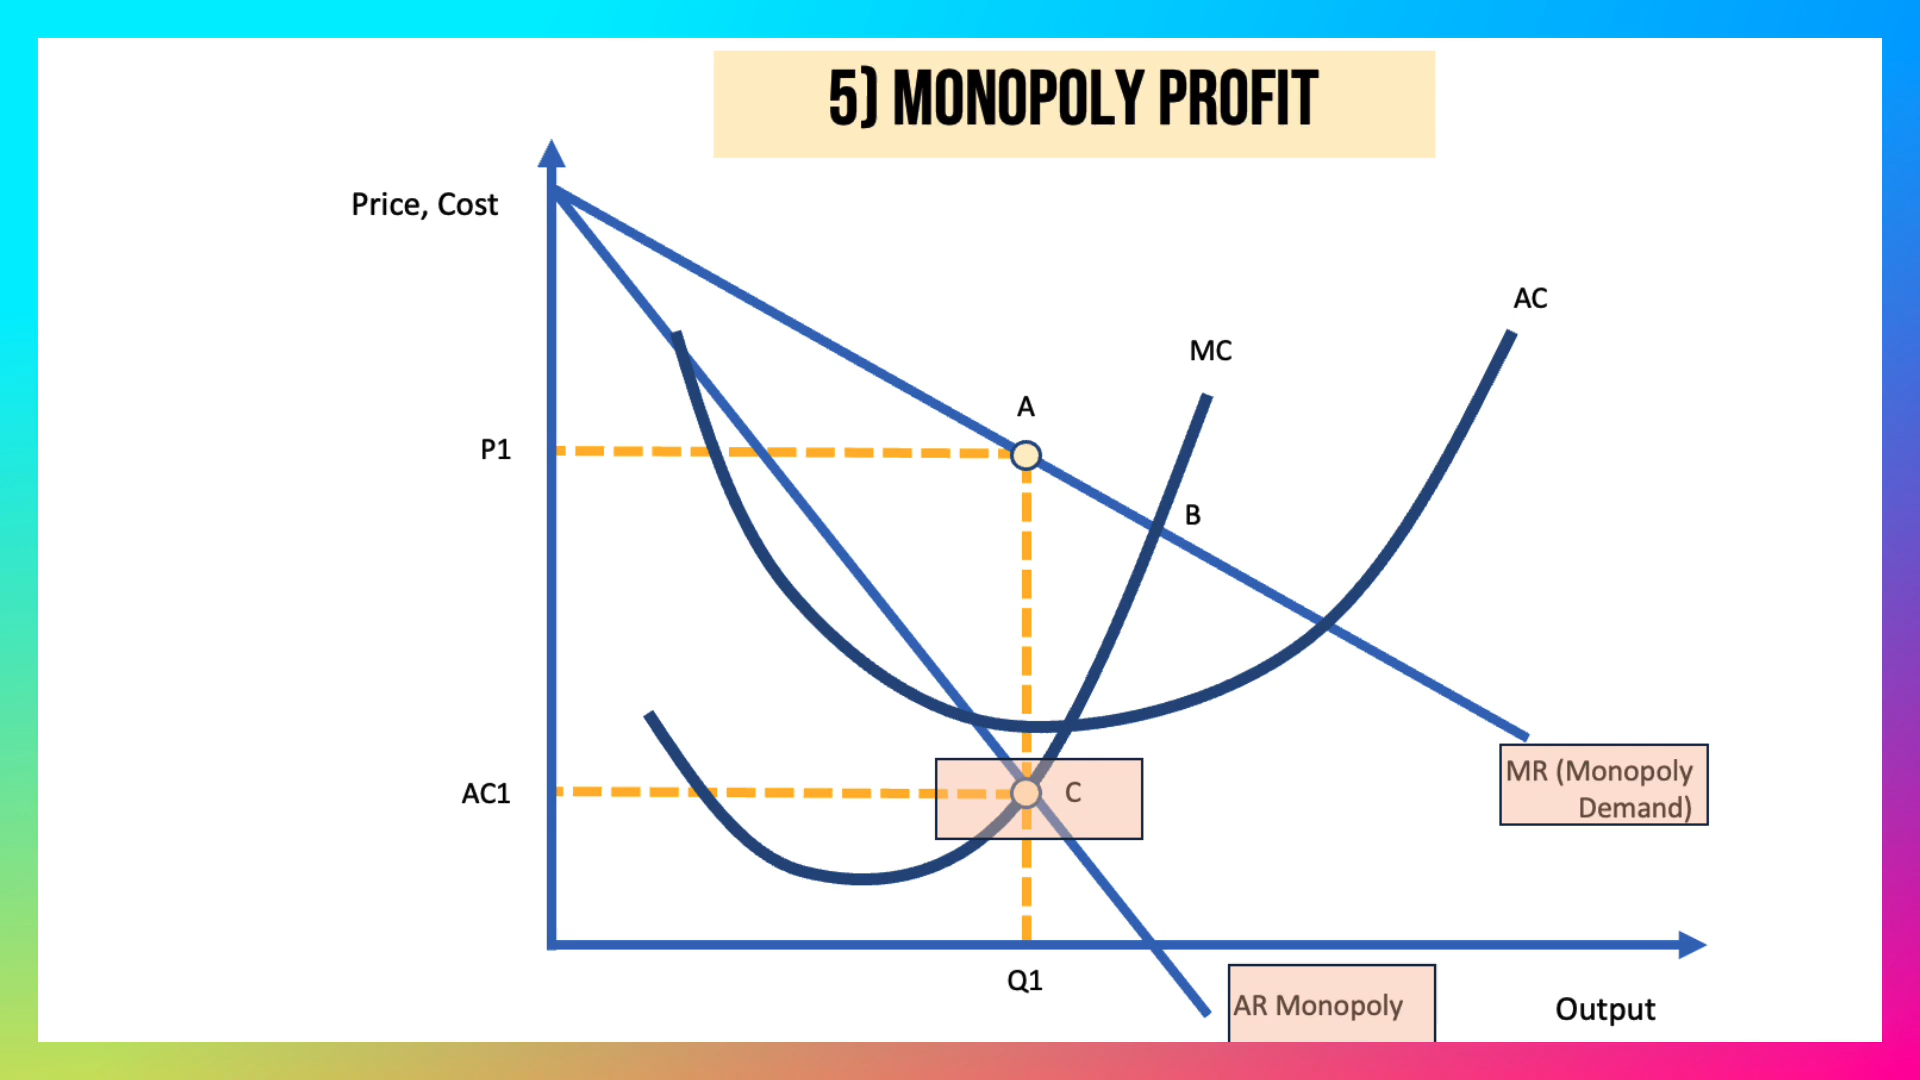 5) MONOPOLY PROFIT
Price, Cost
AC
MC
A
P1
B
MR (Monopoly
Demand)
AC1
C
Q1
AR Monopoly
Output